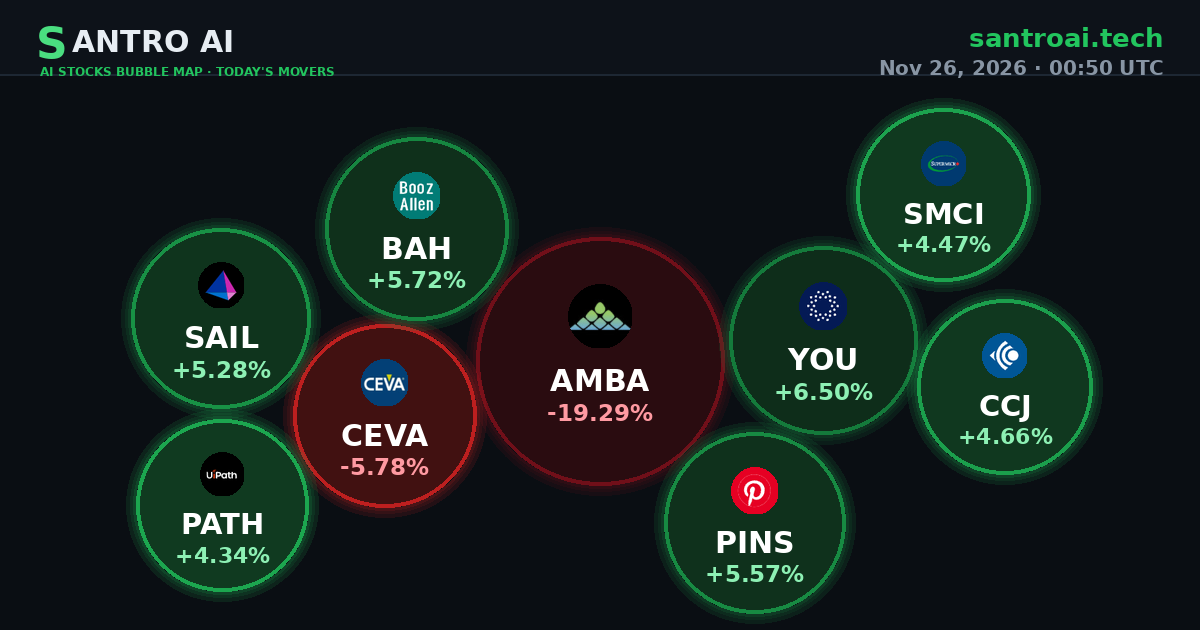 SANTRO AI
AI STOCKS BUBBLE MAP · TODAY'S MOVERS
santroai.tech
Nov 26, 2026 · 00:50 UTC
SMCI
+4.47%
Booz
Allen
BAH
+5.72%
SAIL
+5.28%
AMBA
-19.29%
YOU
+6.50%
CCJ
+4.66%
CEVA
CEVA
-5.78%
UiPath
PATH
+4.34%
PINS
+5.57%